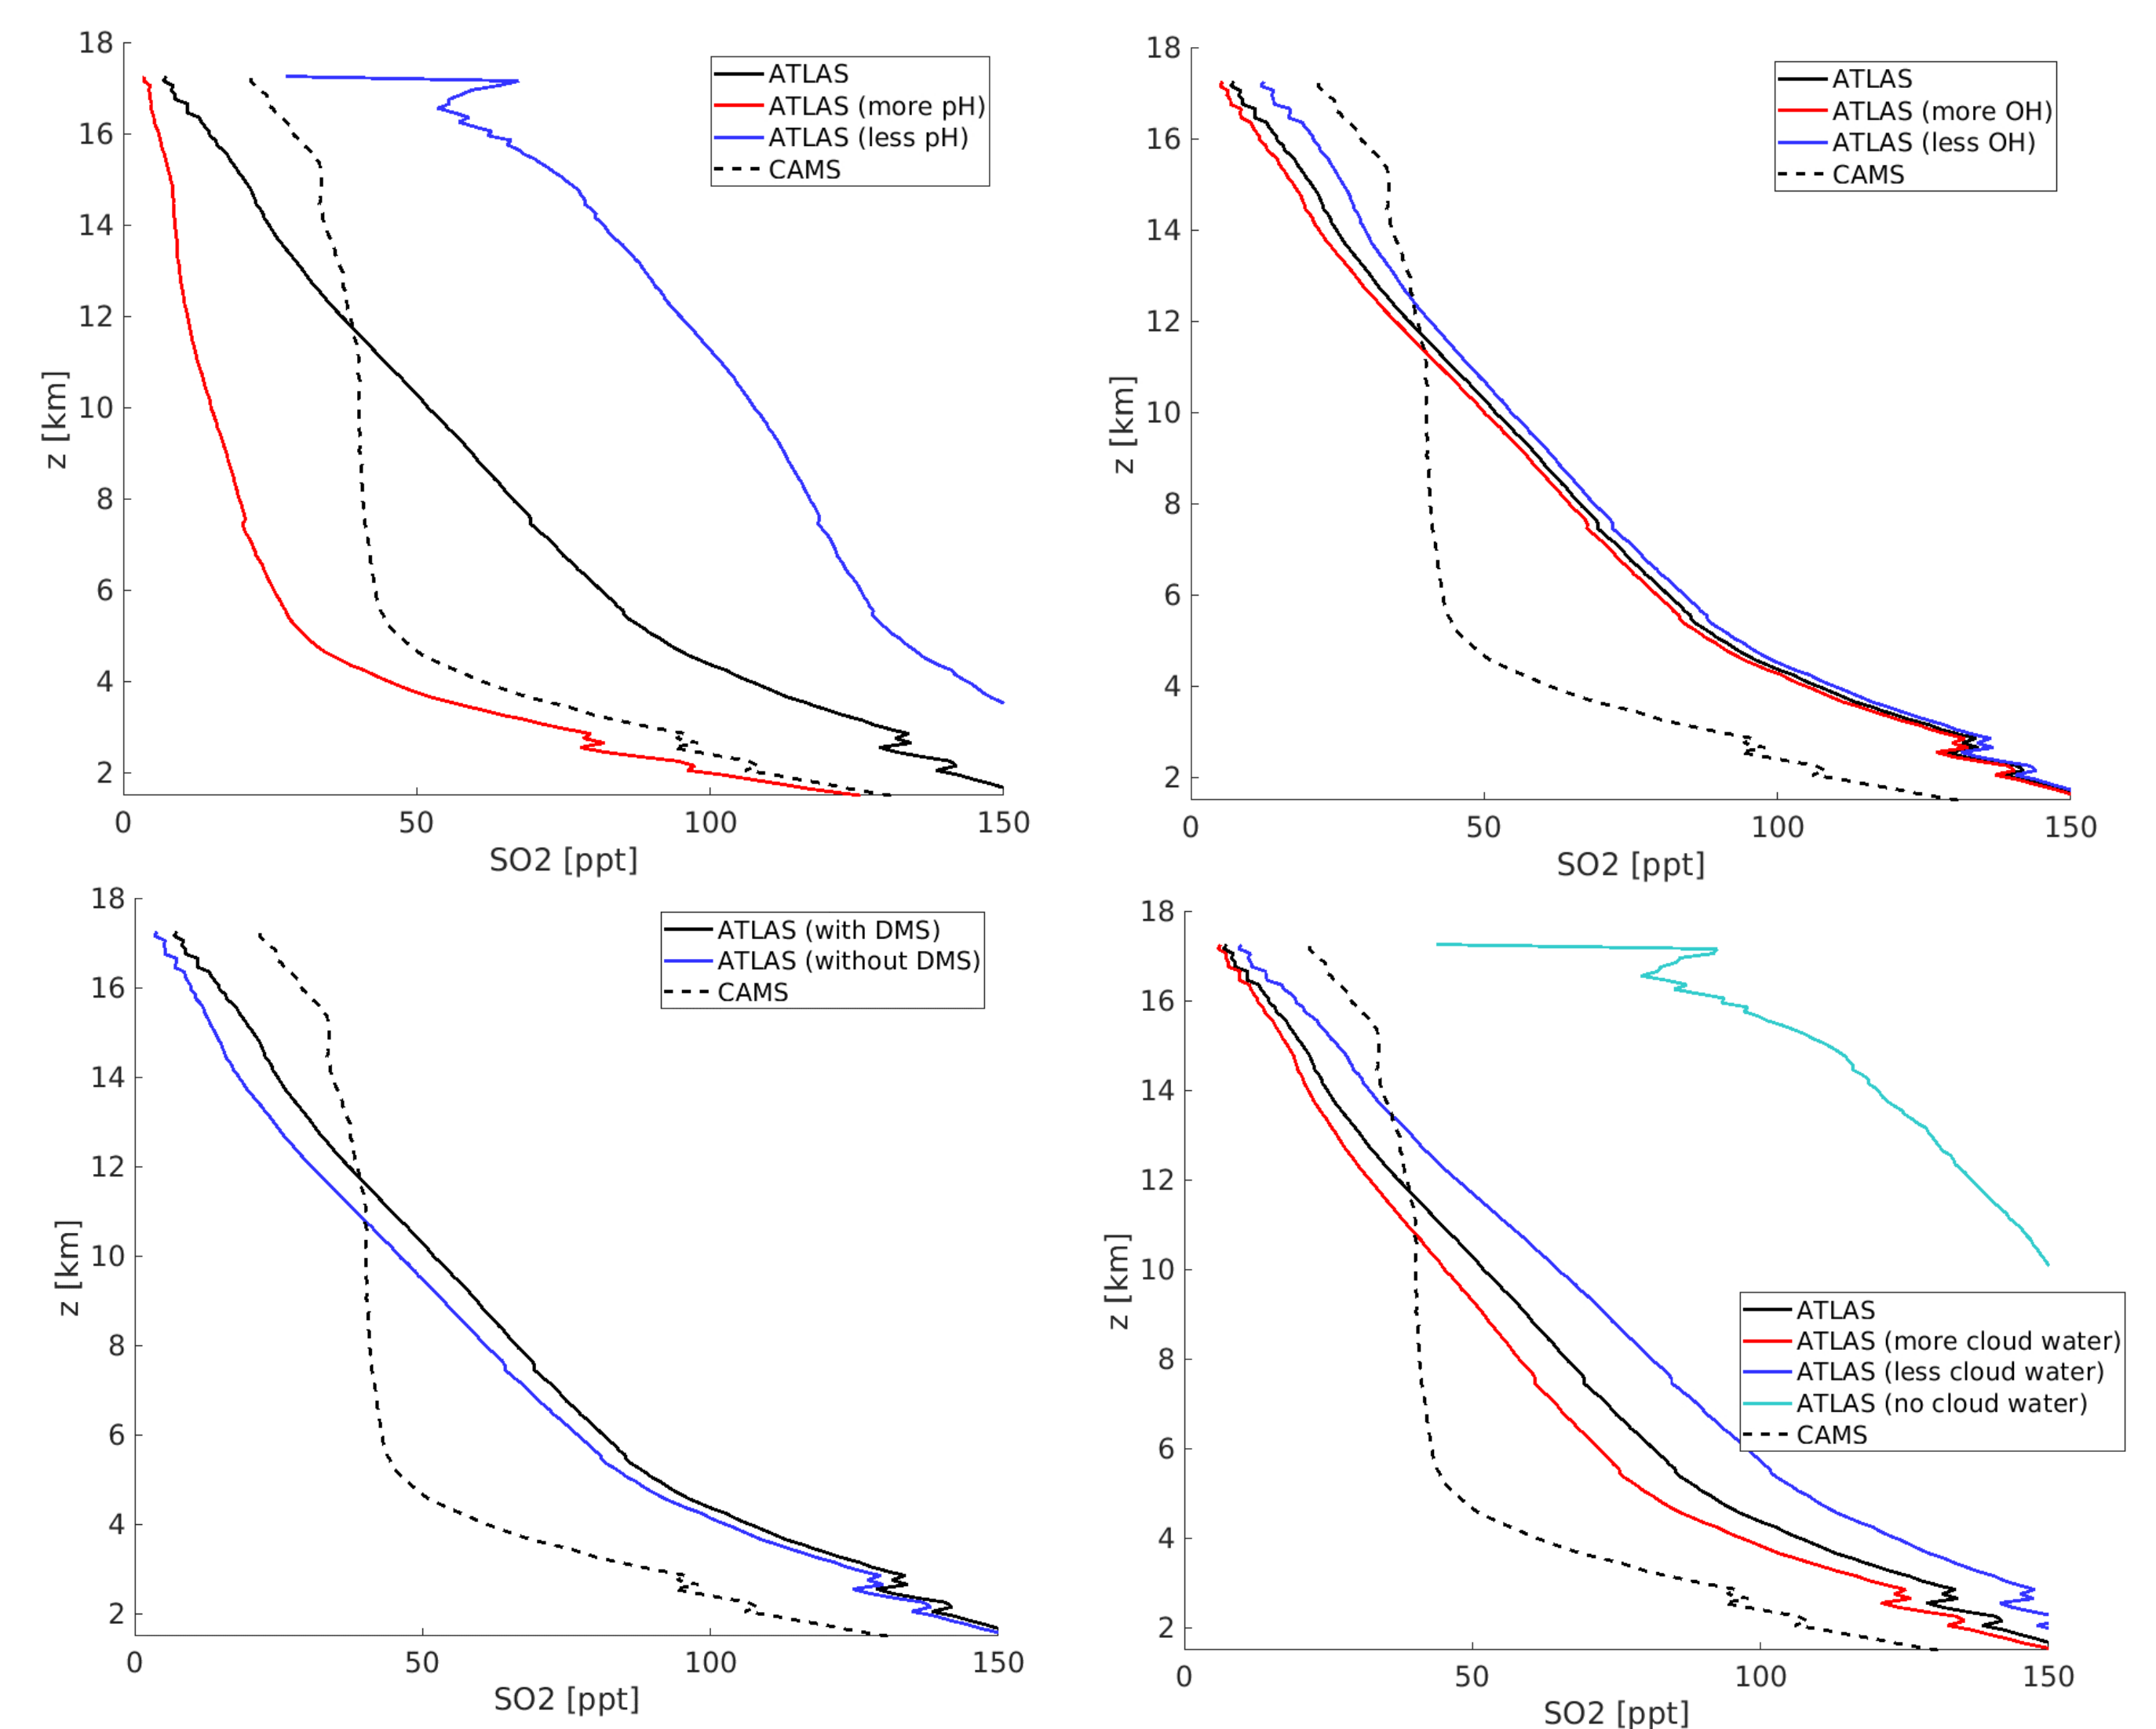 18
16
14
12
10
8
6
4
2
z [km]
0
50
100
150
SO2 [ppt]
ATLAS
ATLAS (more pH)
ATLAS (less pH)
CAMS
18
16
14
12
10
8
6
4
2
z [km]
0
50
100
150
SO2 [ppt]
ATLAS
ATLAS (more OH)
ATLAS (less OH)
CAMS
18
16
14
12
10
8
6
4
2
z [km]
0
50
100
150
SO2 [ppt]
ATLAS (with DMS)
ATLAS (without DMS)
CAMS
18
16
14
12
10
8
6
4
2
z [km]
0
50
100
150
SO2 [ppt]
ATLAS
ATLAS (more cloud water)
ATLAS (less cloud water)
ATLAS (no cloud water)
CAMS